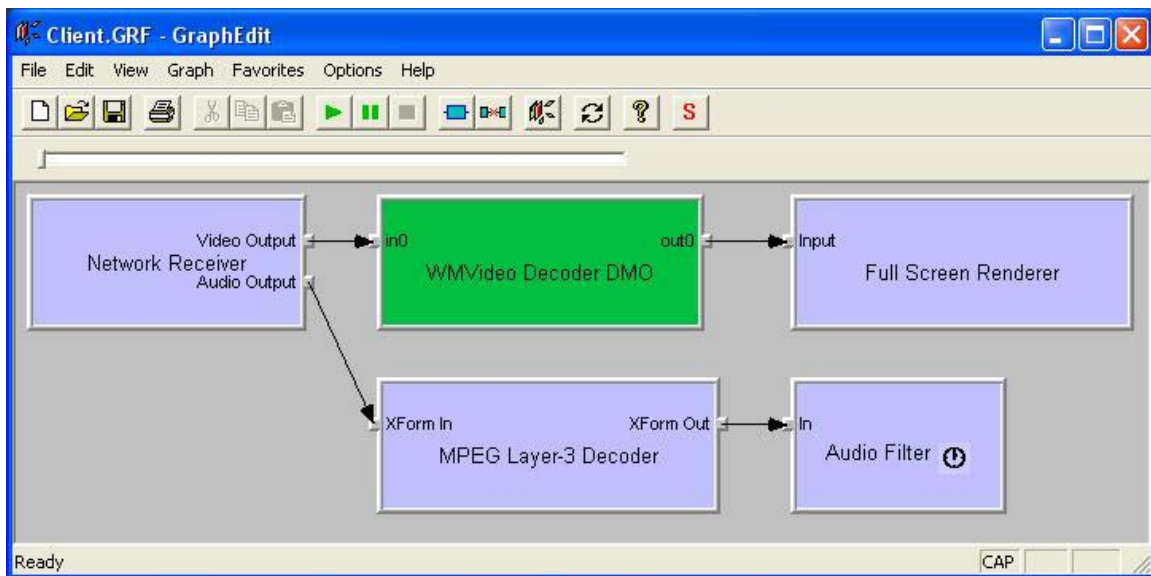 Client.GRF - GraphEdit
File Edit View Graph Favorites Options Help
S
Video Output
Network Receiver
Audio Output
in0
out0
WMVideo Decoder DMO
Input
Full Screen Renderer
XForm In
XForm Out
MPEG Layer-3 Decoder
In
Audio Filter
Ready
CAP